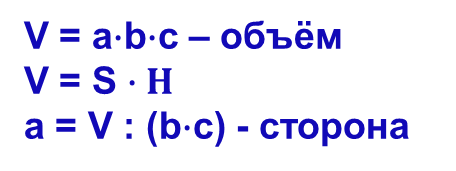 V = a·b·c – объём
V = S · H
a = V : (b·c) - сторона